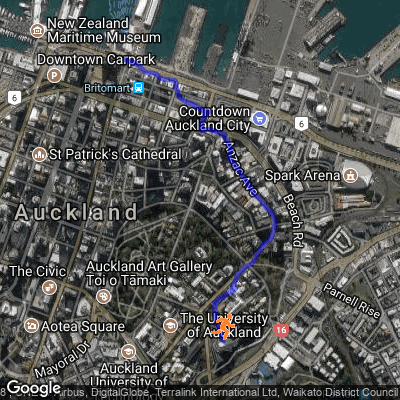 New Zealand
Maritime Museum
Downtown Carpark
P
Britomart
6
Countdown
Auckland City
6
St Patrick's Cathedral
Anzac Ave
Spark Arena
Auckland
Beach Rd
The Civic
Auckland Art Gallery
Toi o Tāmaki
Parnell Rise
The University
of Auckland
16
Aotea Square
Mayoral Dr
Auckland
University of
Google
Airbus, DigitalGlobe, Terralink International Ltd, Waikato District Council